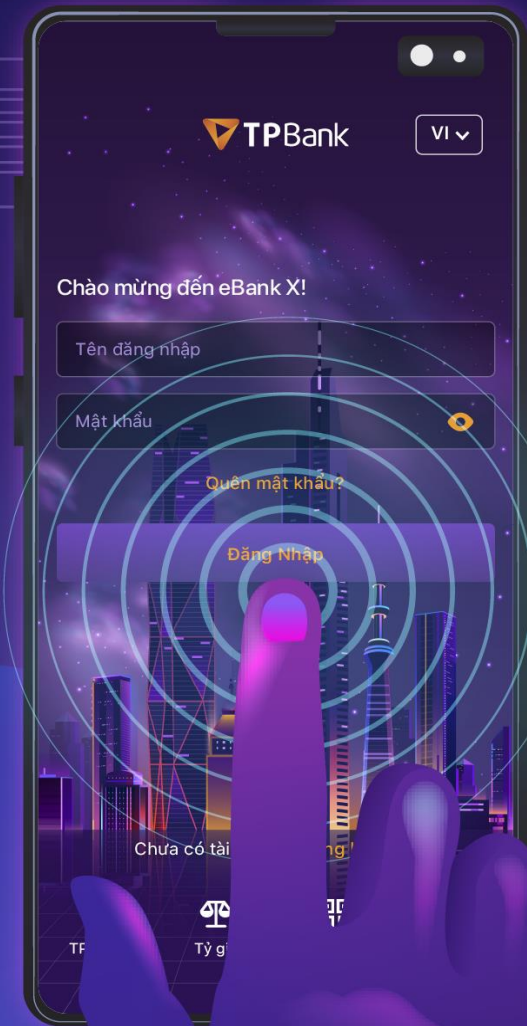 TPBank
VI
Chào mừng đến eBank X!
Tên đăng nhập
Mật khẩu
Quên mật khẩu?
Đăng Nhập
Chưa có tài
Tỷ